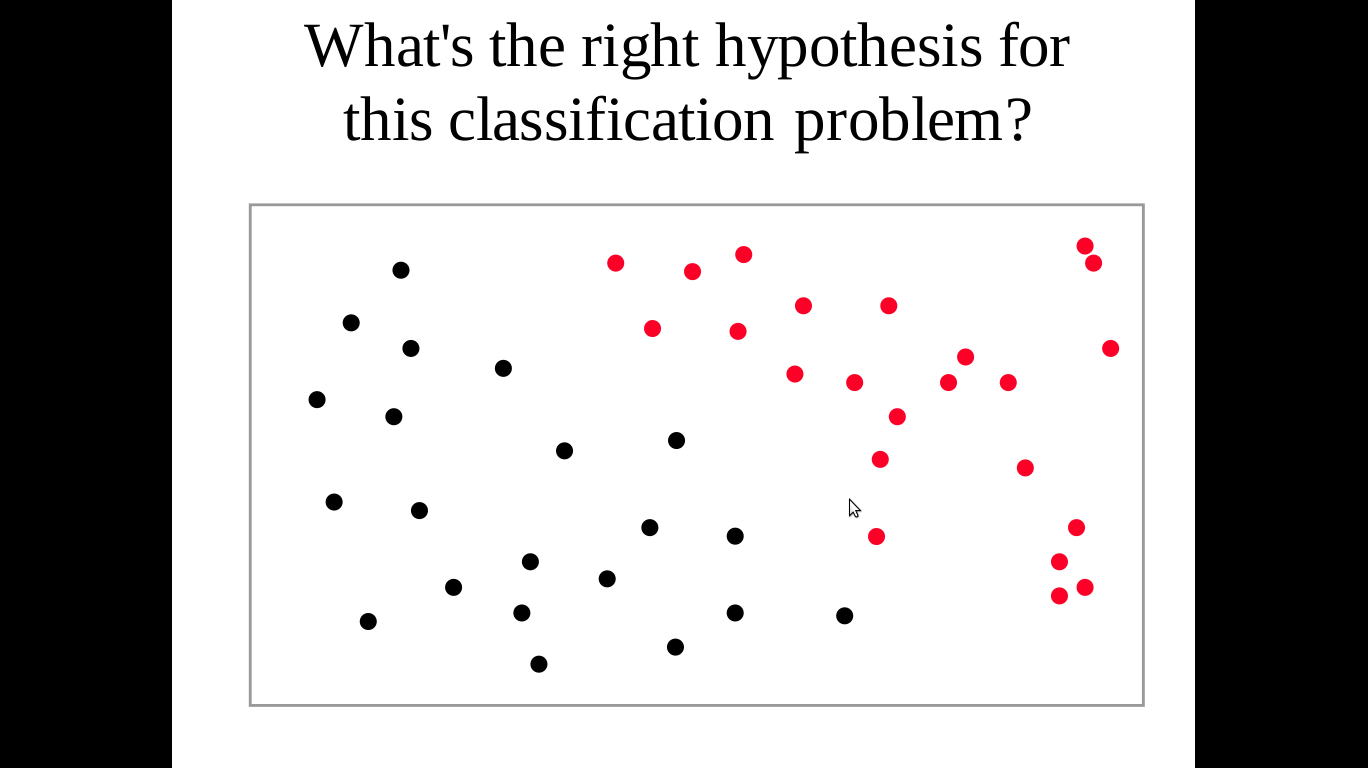 What's the right hypothesis for
this classification problem?